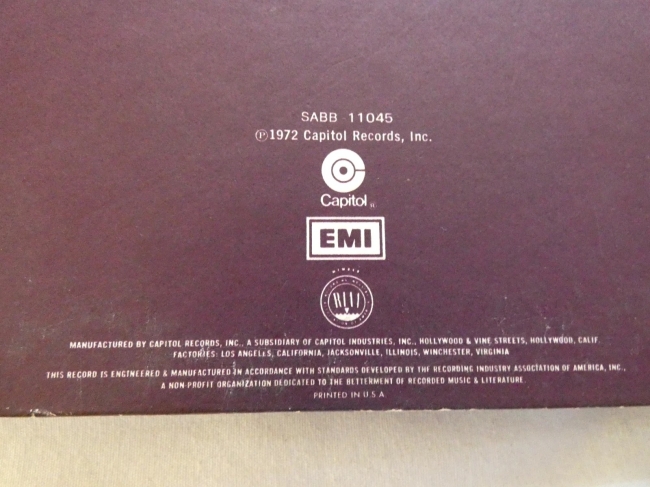 SABB 11045
Ⓟ1972 Capitol Records, Inc.
Capitol
EMI
MEMBER
RIAA
MANUFACTURED BY CAPITOL RECORDS, INC., A SUBSIDIARY OF CAPITOL INDUSTRIES, INC., HOLLYWOOD & VINE STREETS, HOLLYWOOD, CALIF.
FACTORIES: LOS ANGELES, CALIFORNIA, JACKSONVILLE, ILLINOIS, WINCHESTER, VIRGINIA
THIS RECORD IS ENGINEERED & MANUFACTURED IN ACCORDANCE WITH STANDARDS DEVELOPED BY THE RECORDING INDUSTRY ASSOCIATION OF AMERICA, INC.,
A NON-PROFIT ORGANIZATION DEDICATED TO THE BETTERMENT OF RECORDED MUSIC & LITERATURE
PRINTED IN U.S.A